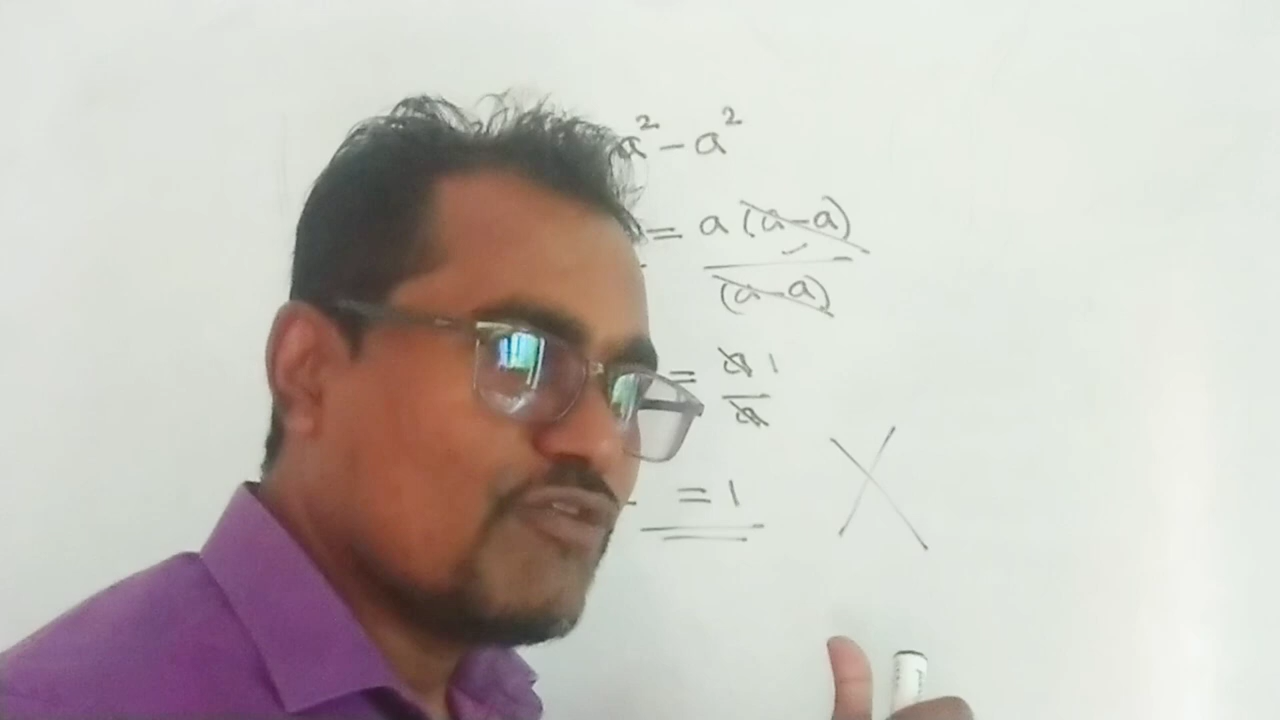 a² - a²
= a (a-a)
(a-a)
= 1
= 1
X